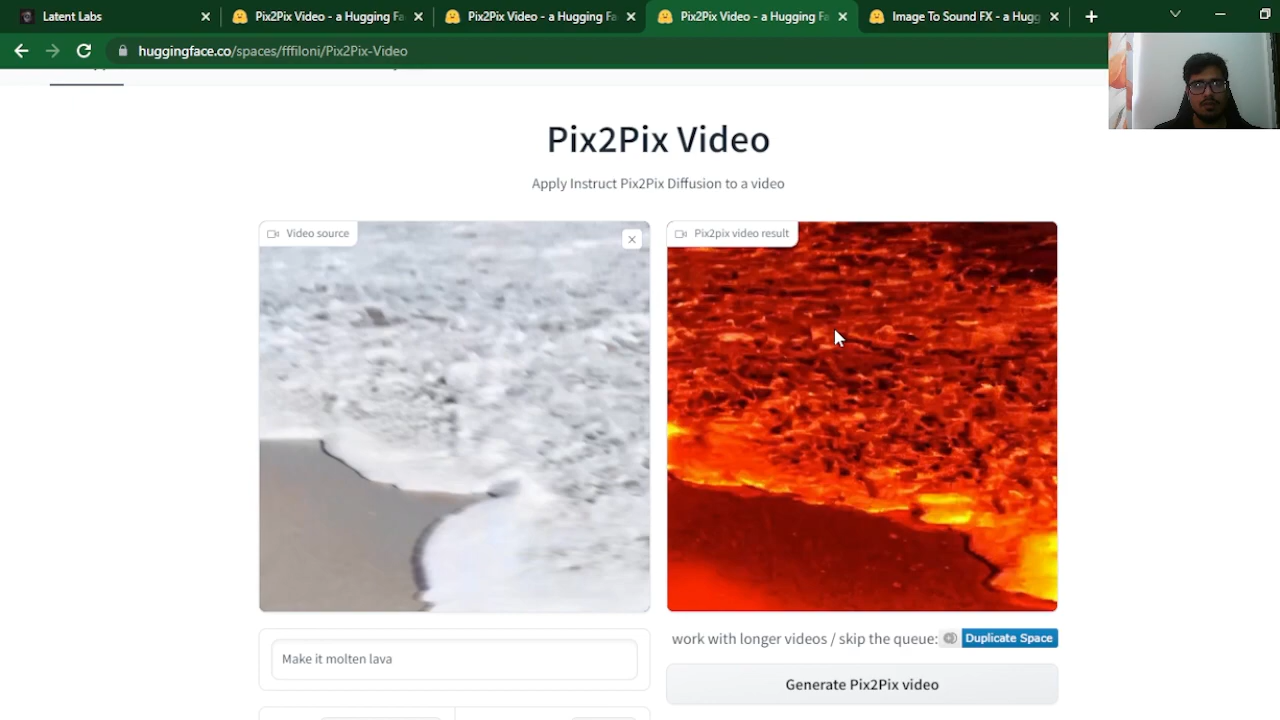 Latent Labs
Pix2Pix Video - a Hugging Fa
Pix2Pix Video - a Hugging Fa
Pix2Pix Video - a Hugging Fa
Image To Sound FX - a Hugg
huggingface.co/spaces/fffiloni/Pix2Pix-Video
Pix2Pix Video
Apply Instruct Pix2Pix Diffusion to a video
Video source
Pix2pix video result
work with longer videos / skip the queue:
Duplicate Space
Make it molten lava
Generate Pix2Pix video